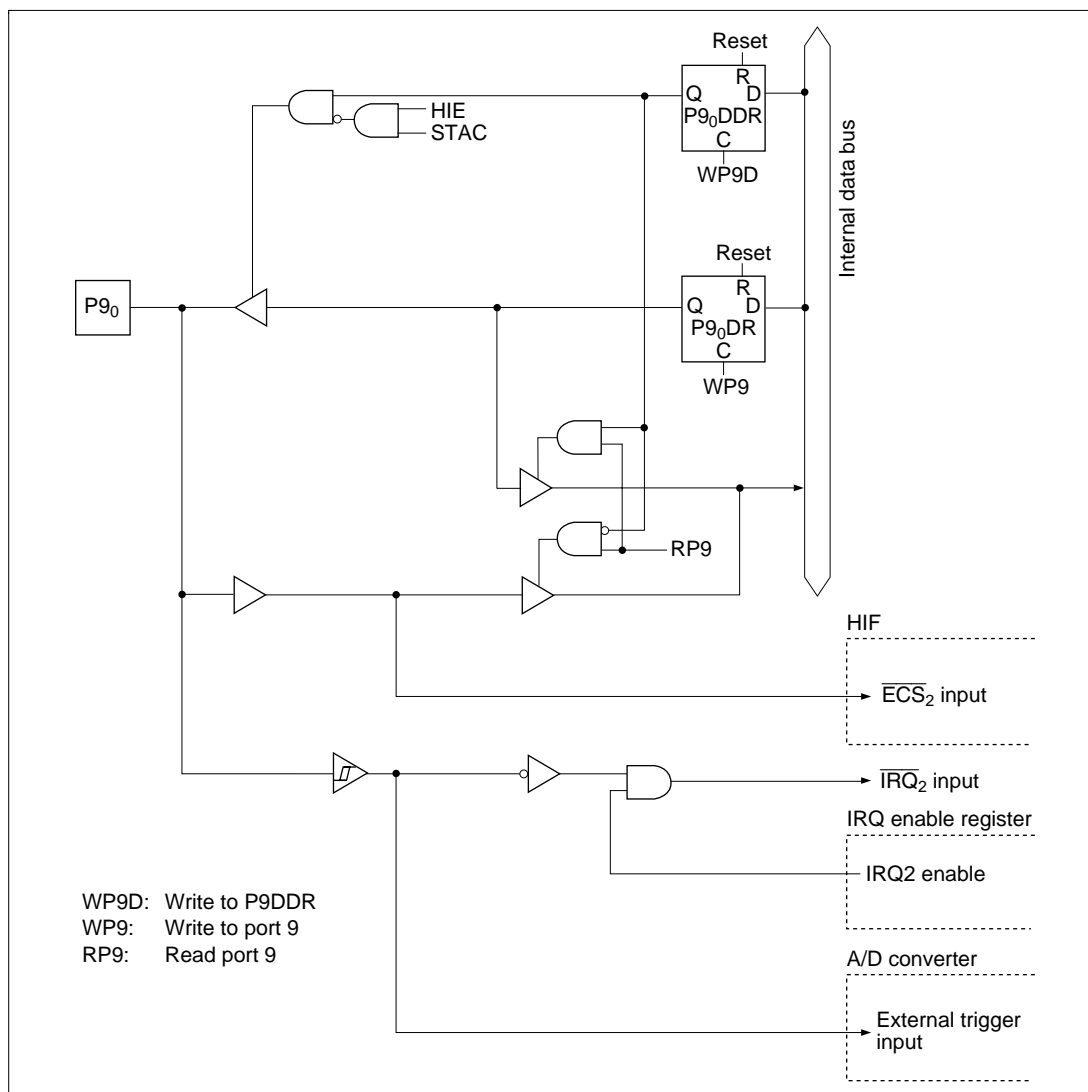 Reset
R
Q D
P9₀DDR
C
WP9D
HIE
STAC
Internal data bus
Reset
R
Q D
P9₀DR
C
WP9
P9₀
RP9
HIF
E̅C̅S̅₂ input
I̅R̅Q̅₂ input
IRQ enable register
IRQ2 enable
WP9D: Write to P9DDR
WP9: Write to port 9
RP9: Read port 9
A/D converter
External trigger
input